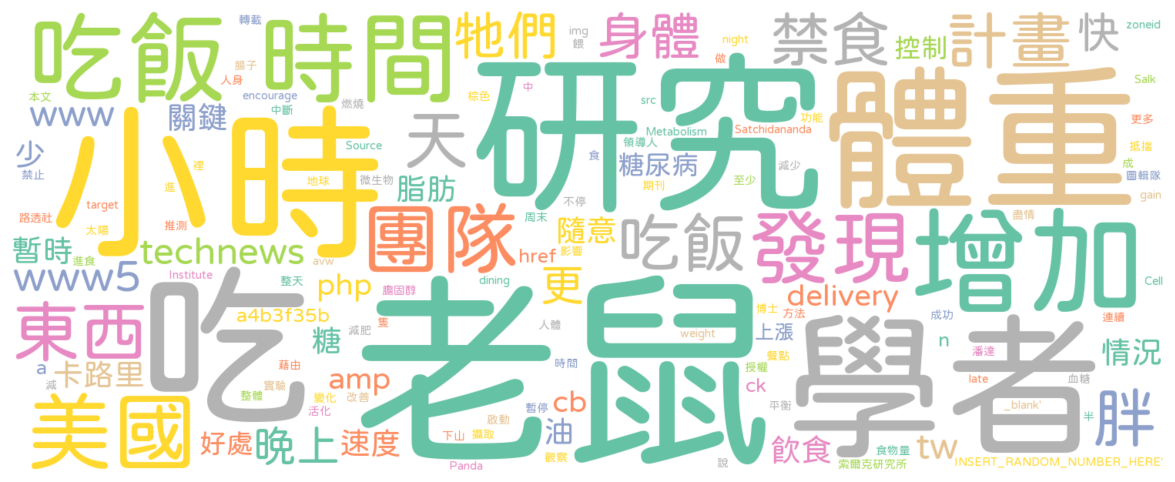 吃飯時間
轉載
腸子
人身
本文
encourage
中斷
燃燒
www
關鍵
牠們
img
餵
身體
night
做
禁食
控制
計畫
快
zoneid
棕色
中
src
研究
Metabolism
Satchidananda
功能
領導人
食
糖尿病
期刊
至少
減少
體重
Salk
更多
抵擋
成
圖輯隊
gain
少
禁止
小時
裡
進
地球
Source
微生物
天
脂肪
不停
路透社
target
太陽
推測
團隊
周末
隨意
影響
吃飯
發現
盡情
增加
暫時
進食
technews
avw
href
www5
Institute
整天
php
膽固醇
dining
更
delivery
博士
方法
Cell
連續
東西
吃
a4b3f35b
糖
減肥
隻
老鼠
人體
weight
上漲
成功
n
潘達
情況
a
卡路里
減
藉由
實驗
整體
變化
改善
活化
amp
時間
餐點
授權
學者
late
血糖
_blank'
半
胖
美國
好處
晚上
速度
下山
攝取
啟動
暫停
cb
油
觀察
ck
平衡
說
飲食
食物量
tw
索爾克研究所
INSERT_RANDOM_NUMBER_HERE'
Panda